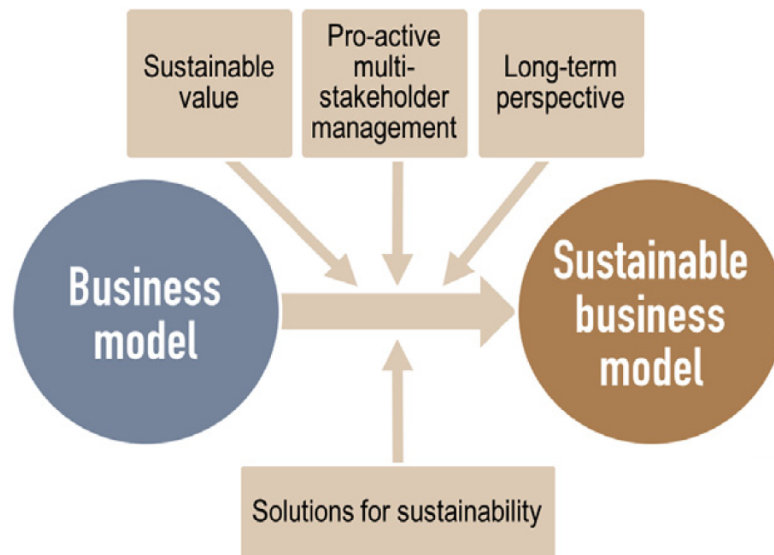 Sustainable
value
Pro-active
multi-
stakeholder
management
Long-term
perspective
Business
model
Sustainable
business
model
Solutions for sustainability